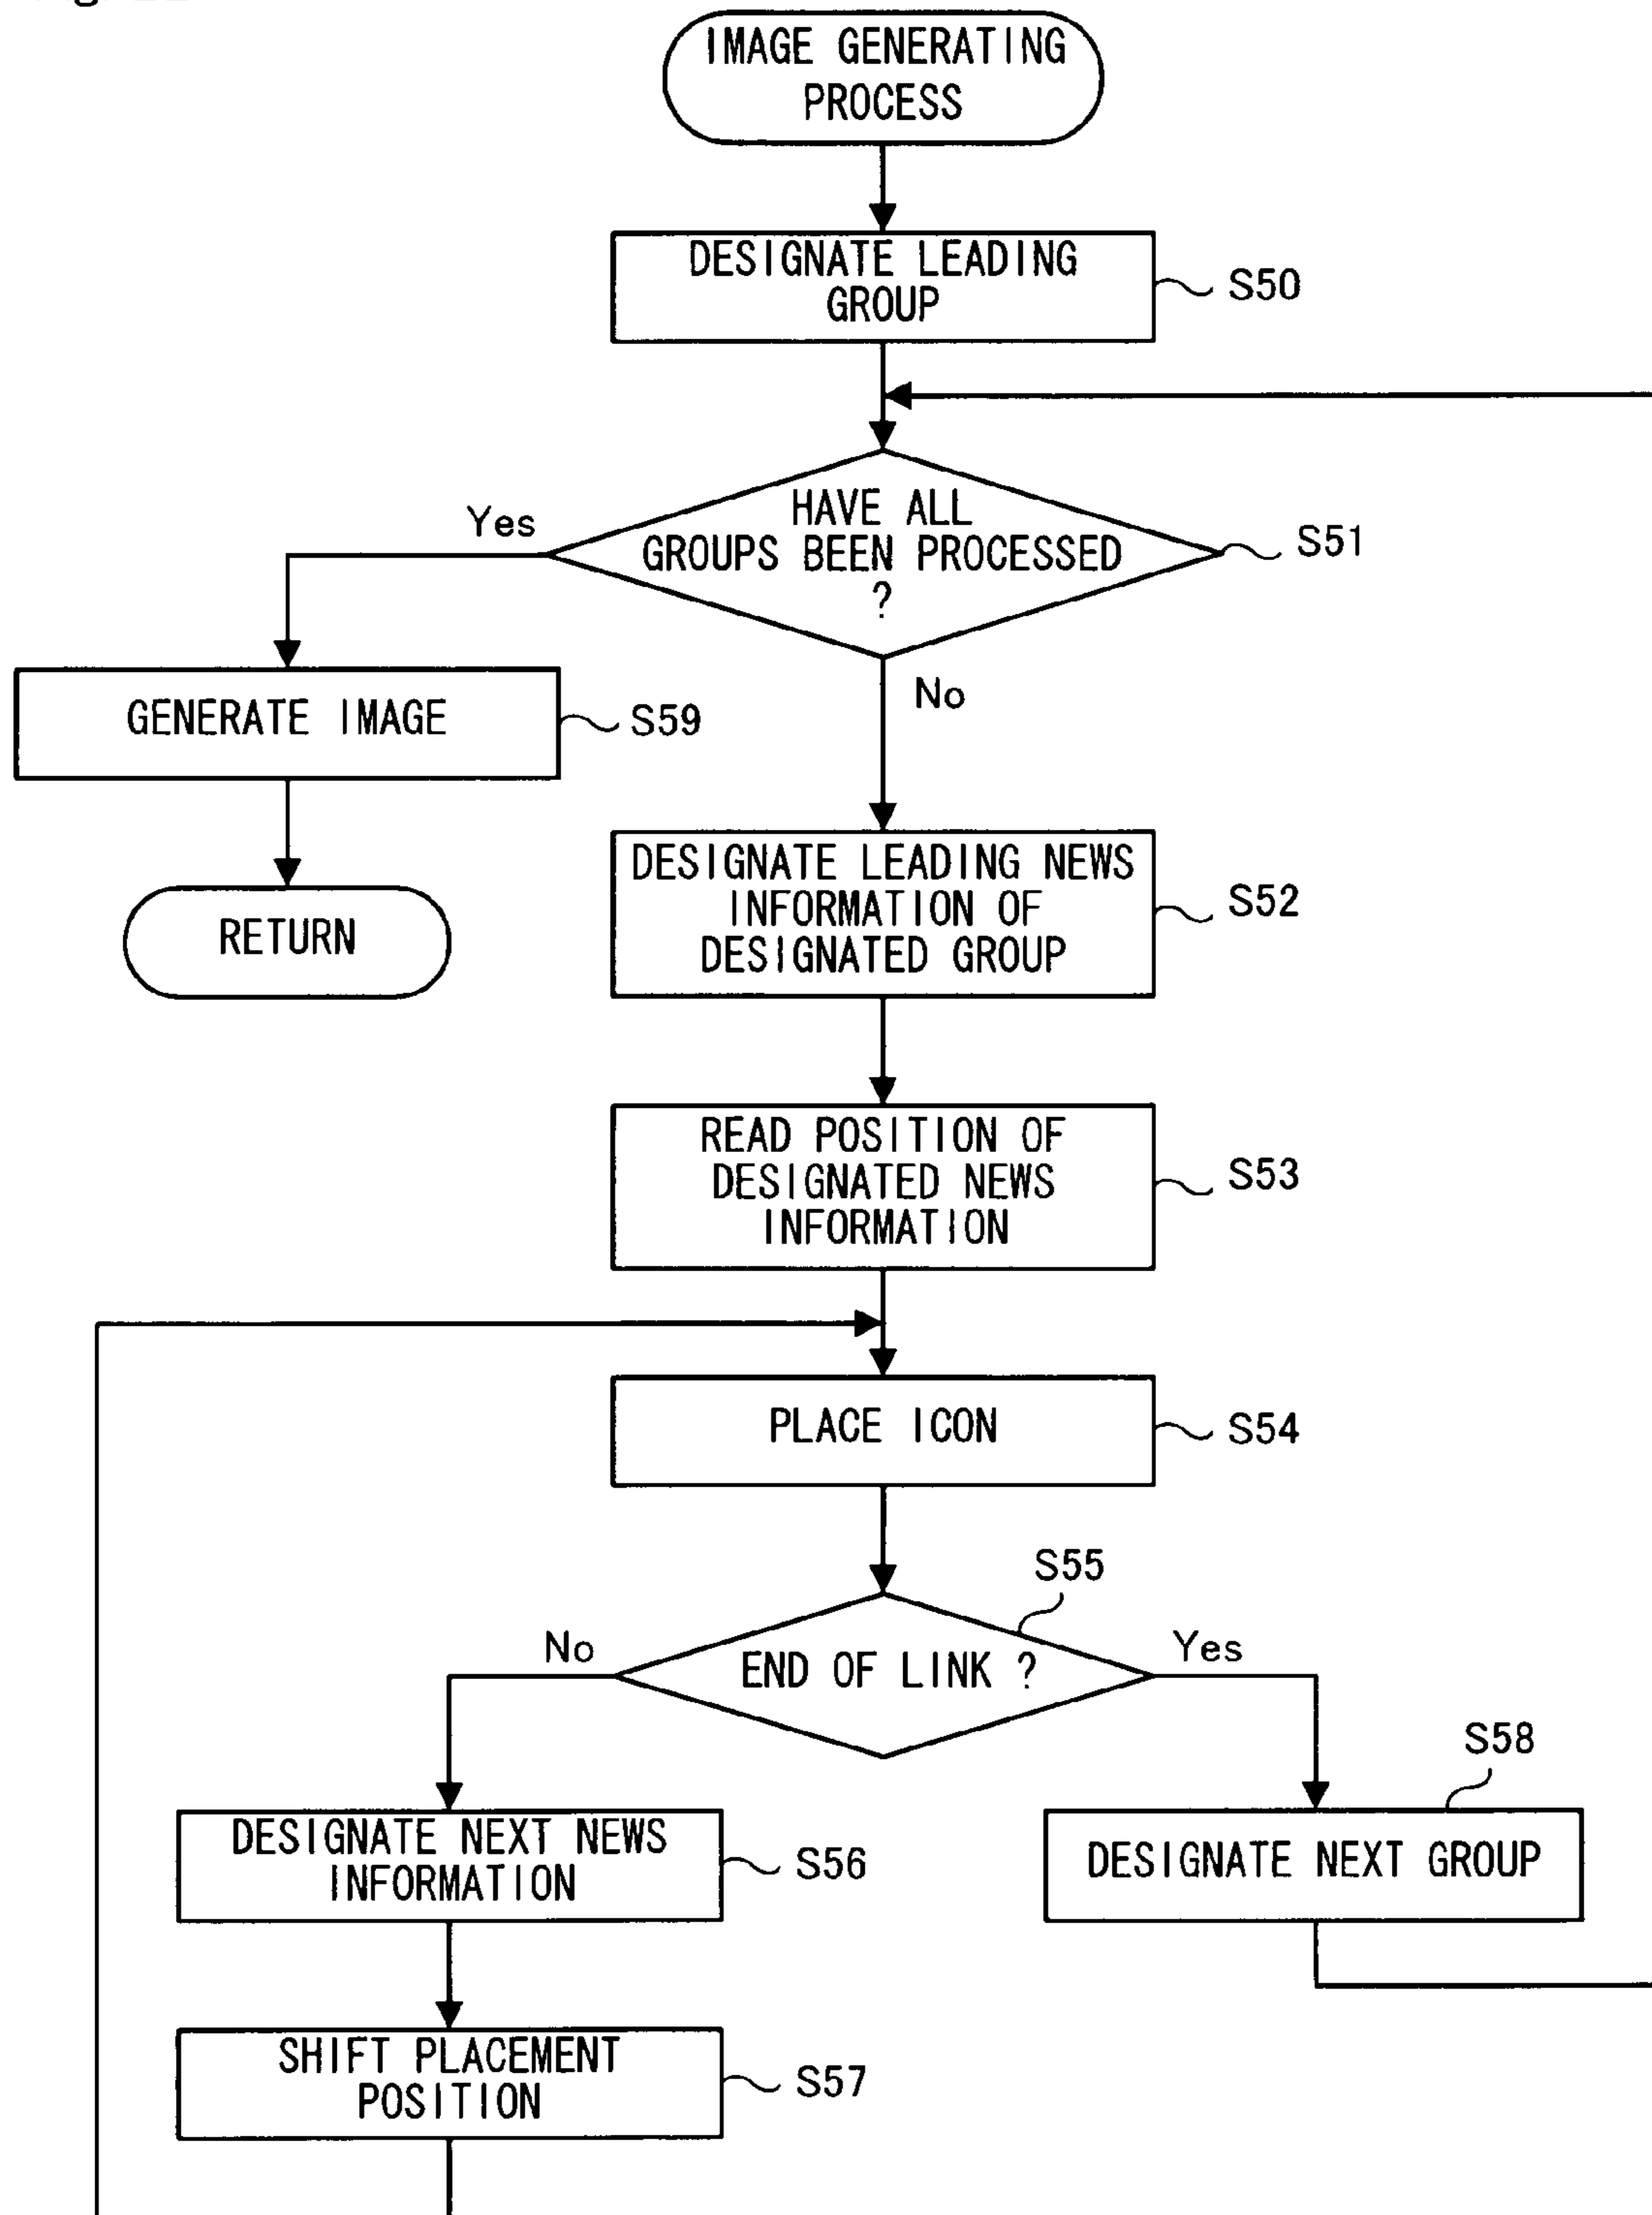 IMAGE GENERATING
PROCESS
DESIGNATE LEADING
GROUP
S50
HAVE ALL
GROUPS BEEN PROCESSED
?
S51
Yes
No
GENERATE IMAGE
S59
RETURN
DESIGNATE LEADING NEWS
INFORMATION OF
DESIGNATED GROUP
S52
READ POSITION OF
DESIGNATED NEWS
INFORMATION
S53
PLACE ICON
S54
S55
END OF LINK ?
No
Yes
DESIGNATE NEXT NEWS
INFORMATION
S56
S58
DESIGNATE NEXT GROUP
SHIFT PLACEMENT
POSITION
S57